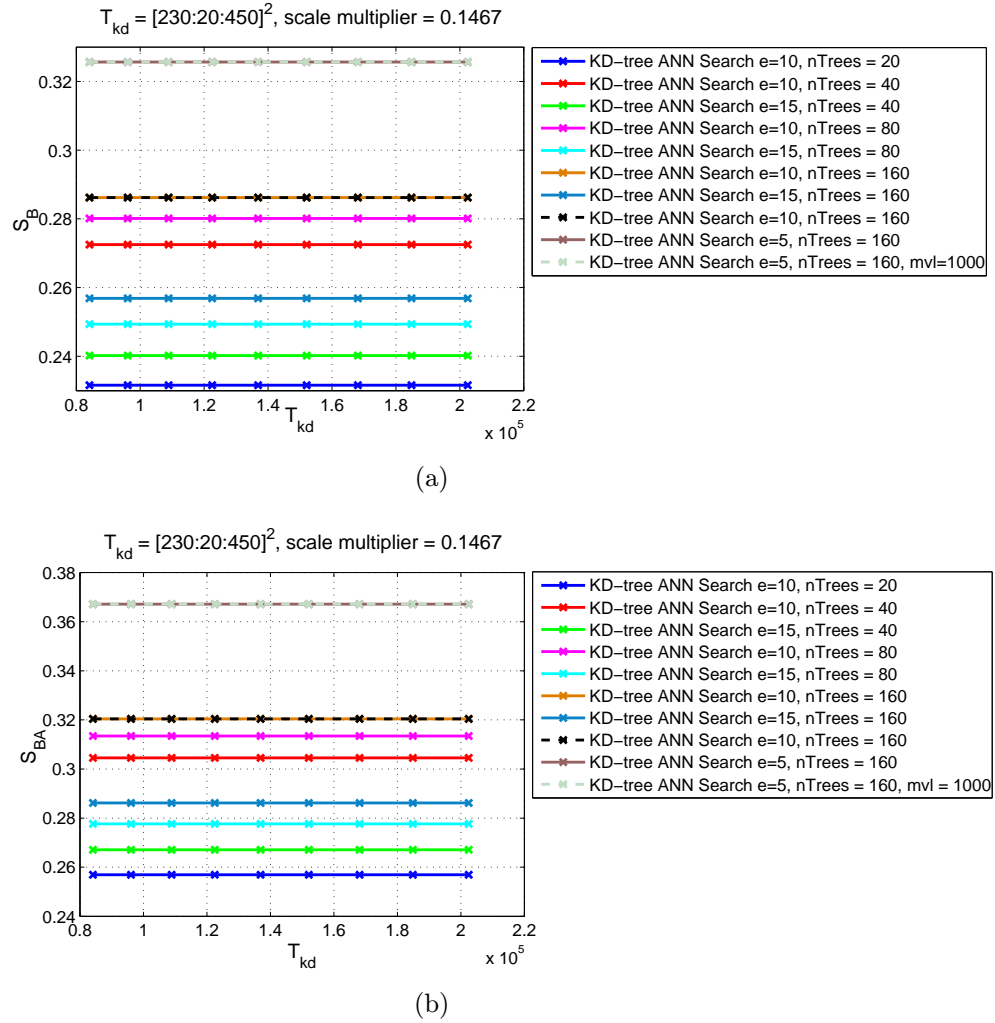 T_kd = [230:20:450]^2, scale multiplier = 0.1467
0.32
0.3
0.28
0.26
0.24
S_B
0.8 1 1.2 1.4 1.6 1.8 2 2.2
T_kd
x 10^5
KD-tree ANN Search e=10, nTrees = 20
KD-tree ANN Search e=10, nTrees = 40
KD-tree ANN Search e=15, nTrees = 40
KD-tree ANN Search e=10, nTrees = 80
KD-tree ANN Search e=15, nTrees = 80
KD-tree ANN Search e=10, nTrees = 160
KD-tree ANN Search e=15, nTrees = 160
KD-tree ANN Search e=10, nTrees = 160
KD-tree ANN Search e=5, nTrees = 160
KD-tree ANN Search e=5, nTrees = 160, mvl=1000
(a)
T_kd = [230:20:450]^2, scale multiplier = 0.1467
0.38
0.36
0.34
0.32
0.3
0.28
0.26
0.24
S_BA
0.8 1 1.2 1.4 1.6 1.8 2 2.2
T_kd
x 10^5
KD-tree ANN Search e=10, nTrees = 20
KD-tree ANN Search e=10, nTrees = 40
KD-tree ANN Search e=15, nTrees = 40
KD-tree ANN Search e=10, nTrees = 80
KD-tree ANN Search e=15, nTrees = 80
KD-tree ANN Search e=10, nTrees = 160
KD-tree ANN Search e=15, nTrees = 160
KD-tree ANN Search e=10, nTrees = 160
KD-tree ANN Search e=5, nTrees = 160
KD-tree ANN Search e=5, nTrees = 160, mvl = 1000
(b)